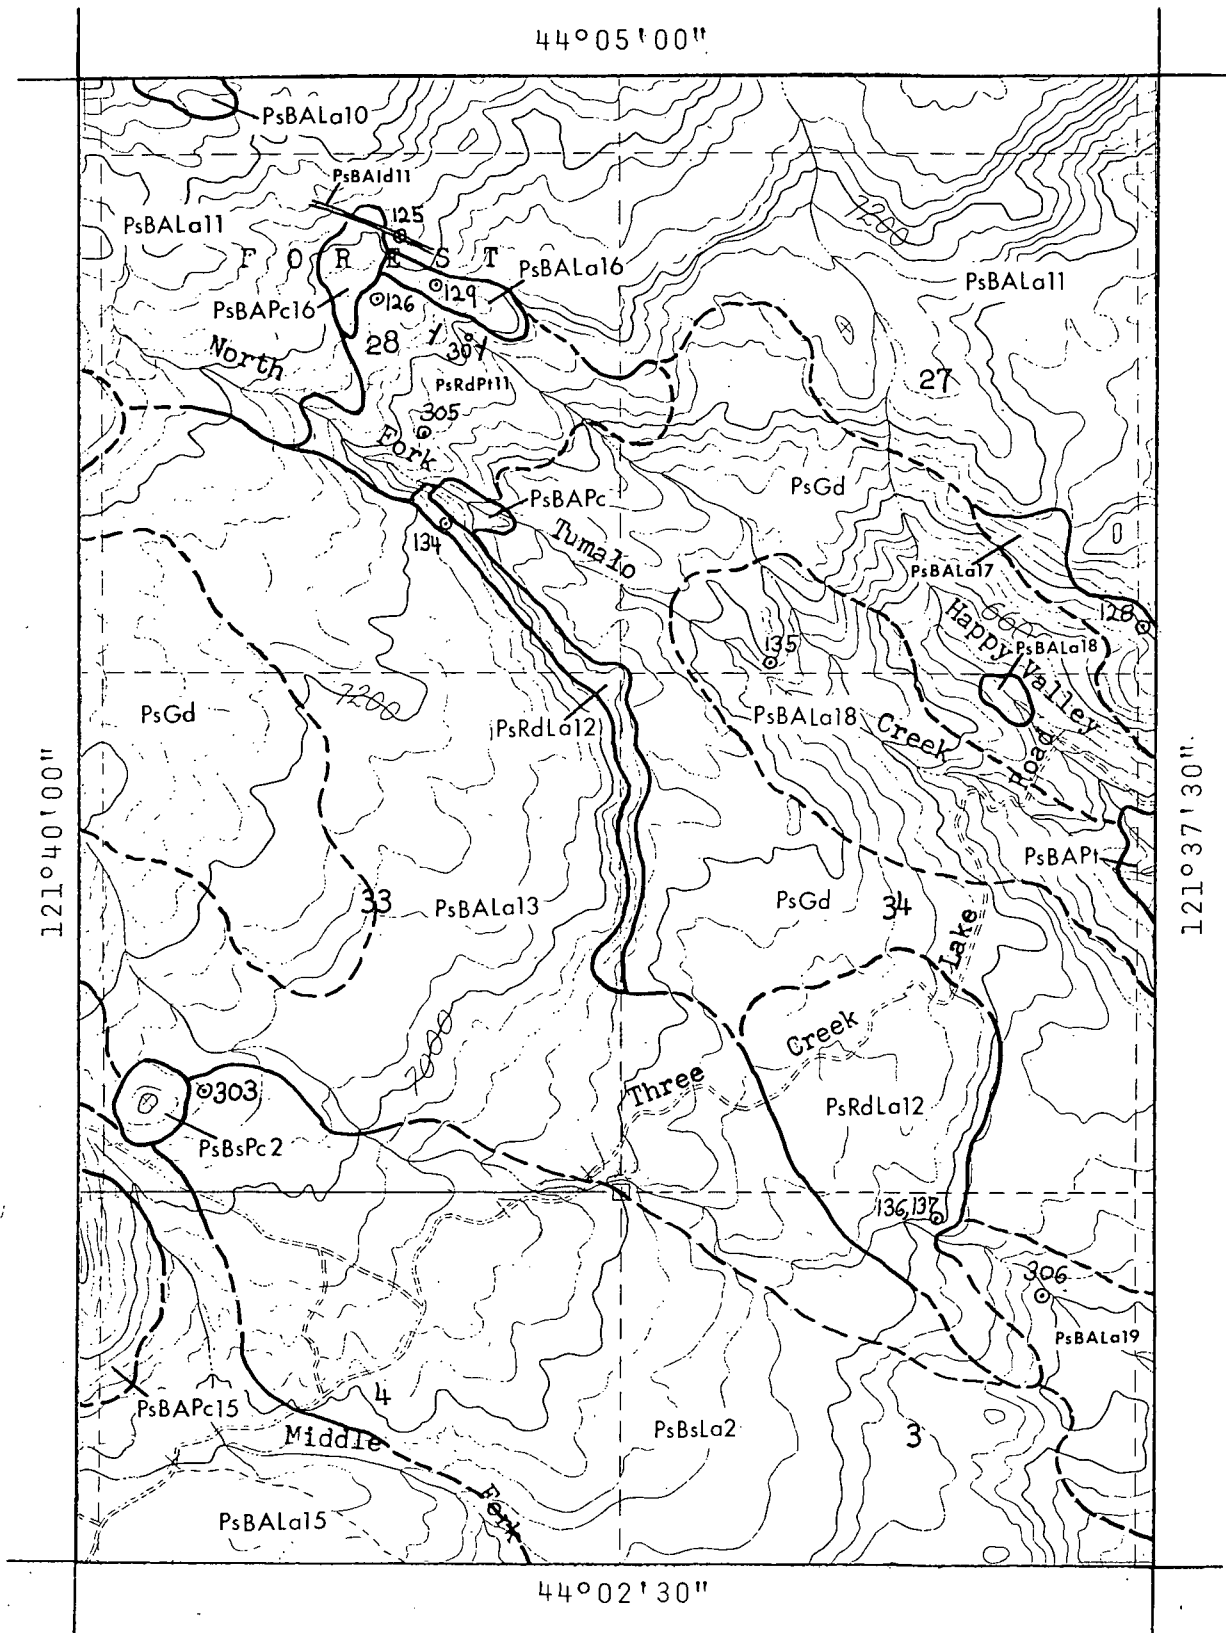 44°05'00"
PsBALa10
PsBAId11
PsBALa11
125
7200
F O R E S T
PsBALa16
PsBALa11
129
126
PsBAPc16
28
North
27
PsRdPt11
305
Fork
PsGd
PsBAPc
134
Tumalo
PsBALa17
Happy Valley
128
135
PsBALa18
7200
PsGd
PsRdLa12
PsBALa18
Creek
Road
121°40'00"
121°37'30"
PsBAPt
33
PsBALa13
PsGd
34
Lake
7000
Creek
Three
303
PsRdLa12
PsBsPc2
136,137
306
PsBALa19
4
PsBAPc15
Middle
PsBsLa2
3
Fork
PsBALa15
44°02'30"